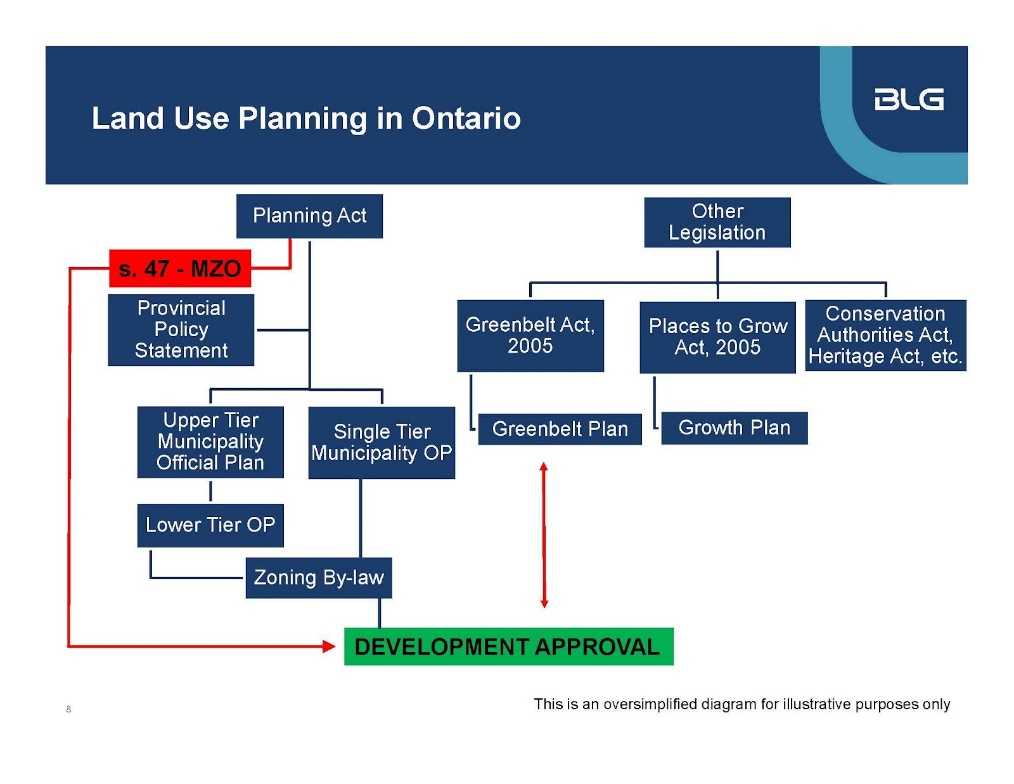 Land Use Planning in Ontario
BLG
Planning Act
Other
Legislation
s. 47 - MZO
Provincial
Policy
Statement
Greenbelt Act,
2005
Places to Grow
Act, 2005
Conservation
Authorities Act,
Heritage Act, etc.
Upper Tier
Municipality
Official Plan
Single Tier
Municipality OP
Greenbelt Plan
Growth Plan
Lower Tier OP
Zoning By-law
DEVELOPMENT APPROVAL
8
This is an oversimplified diagram for illustrative purposes only